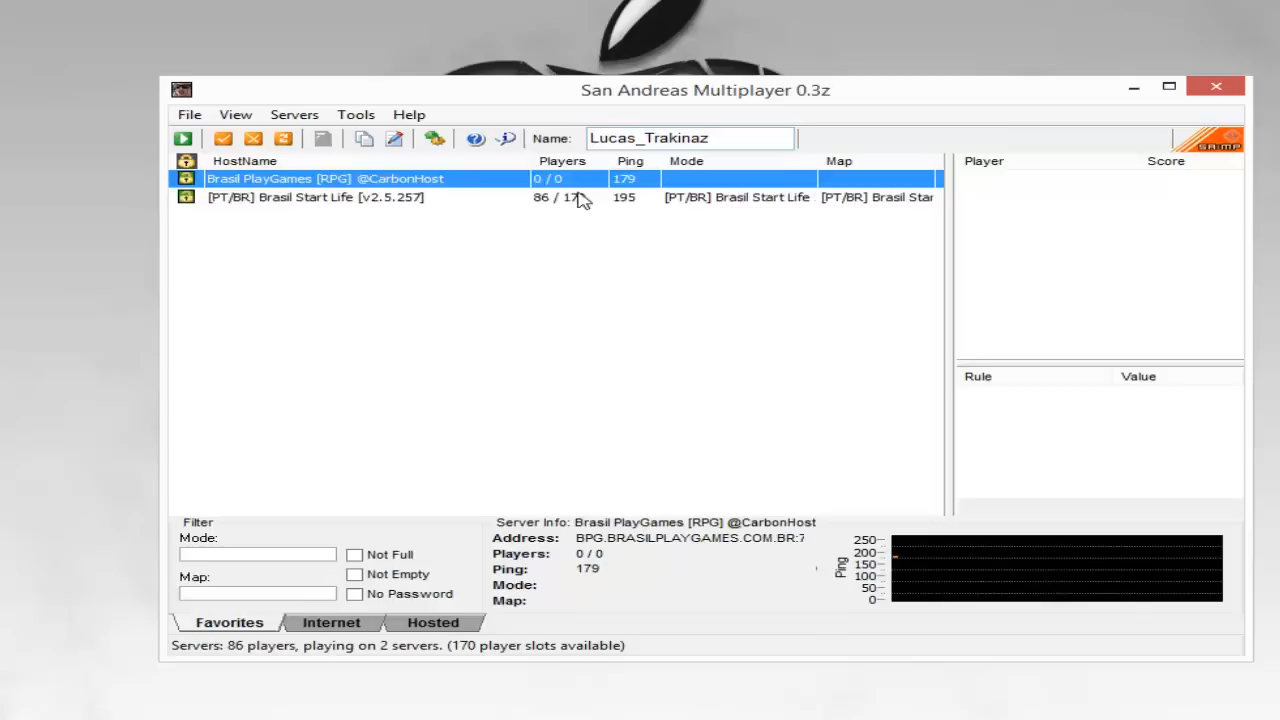 San Andreas Multiplayer 0.3z
File View Servers Tools Help
Name: Lucas_Trakinaz
SA:MP
HostName Players Ping Mode Map Player Score
Brasil PlayGames [RPG] @CarbonHost 0 / 0 179
[PT/BR] Brasil Start Life [v2.5.257] 86 / 195 [PT/BR] Brasil Start Life [PT/BR] Brasil Star
Rule Value
Filter
Mode:
Not Full
Not Empty
Map:
No Password
Server Info: Brasil PlayGames [RPG] @CarbonHost
Address: BPG.BRASILPLAYGAMES.COM.BR:7
Players: 0 / 0
Ping: 179
Mode:
Map:
Ping
250
200
150
100
50
0
Favorites Internet Hosted
Servers: 86 players, playing on 2 servers. (170 player slots available)